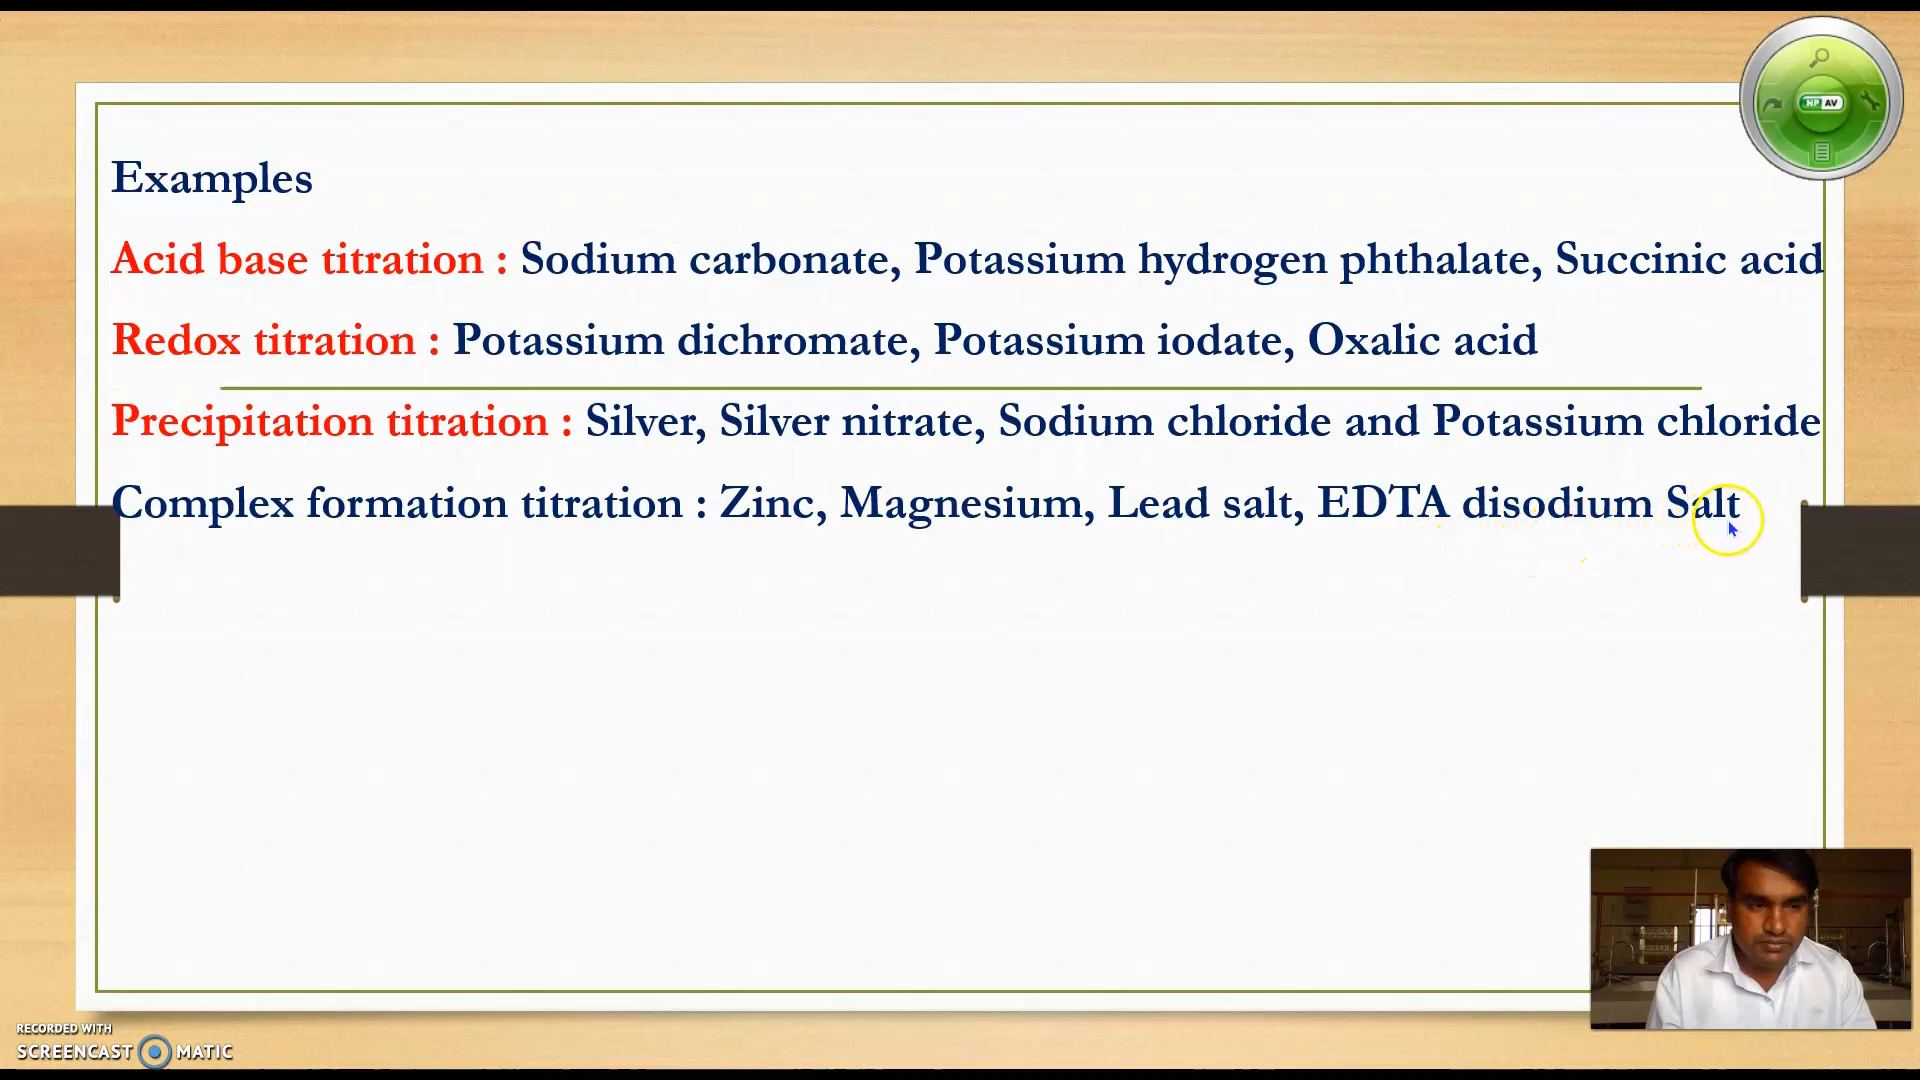 NP AV
Examples
Acid base titration : Sodium carbonate, Potassium hydrogen phthalate, Succinic acid
Redox titration : Potassium dichromate, Potassium iodate, Oxalic acid
Precipitation titration : Silver, Silver nitrate, Sodium chloride and Potassium chloride
Complex formation titration : Zinc, Magnesium, Lead salt, EDTA disodium Salt
RECORDED WITH
SCREENCAST MATIC